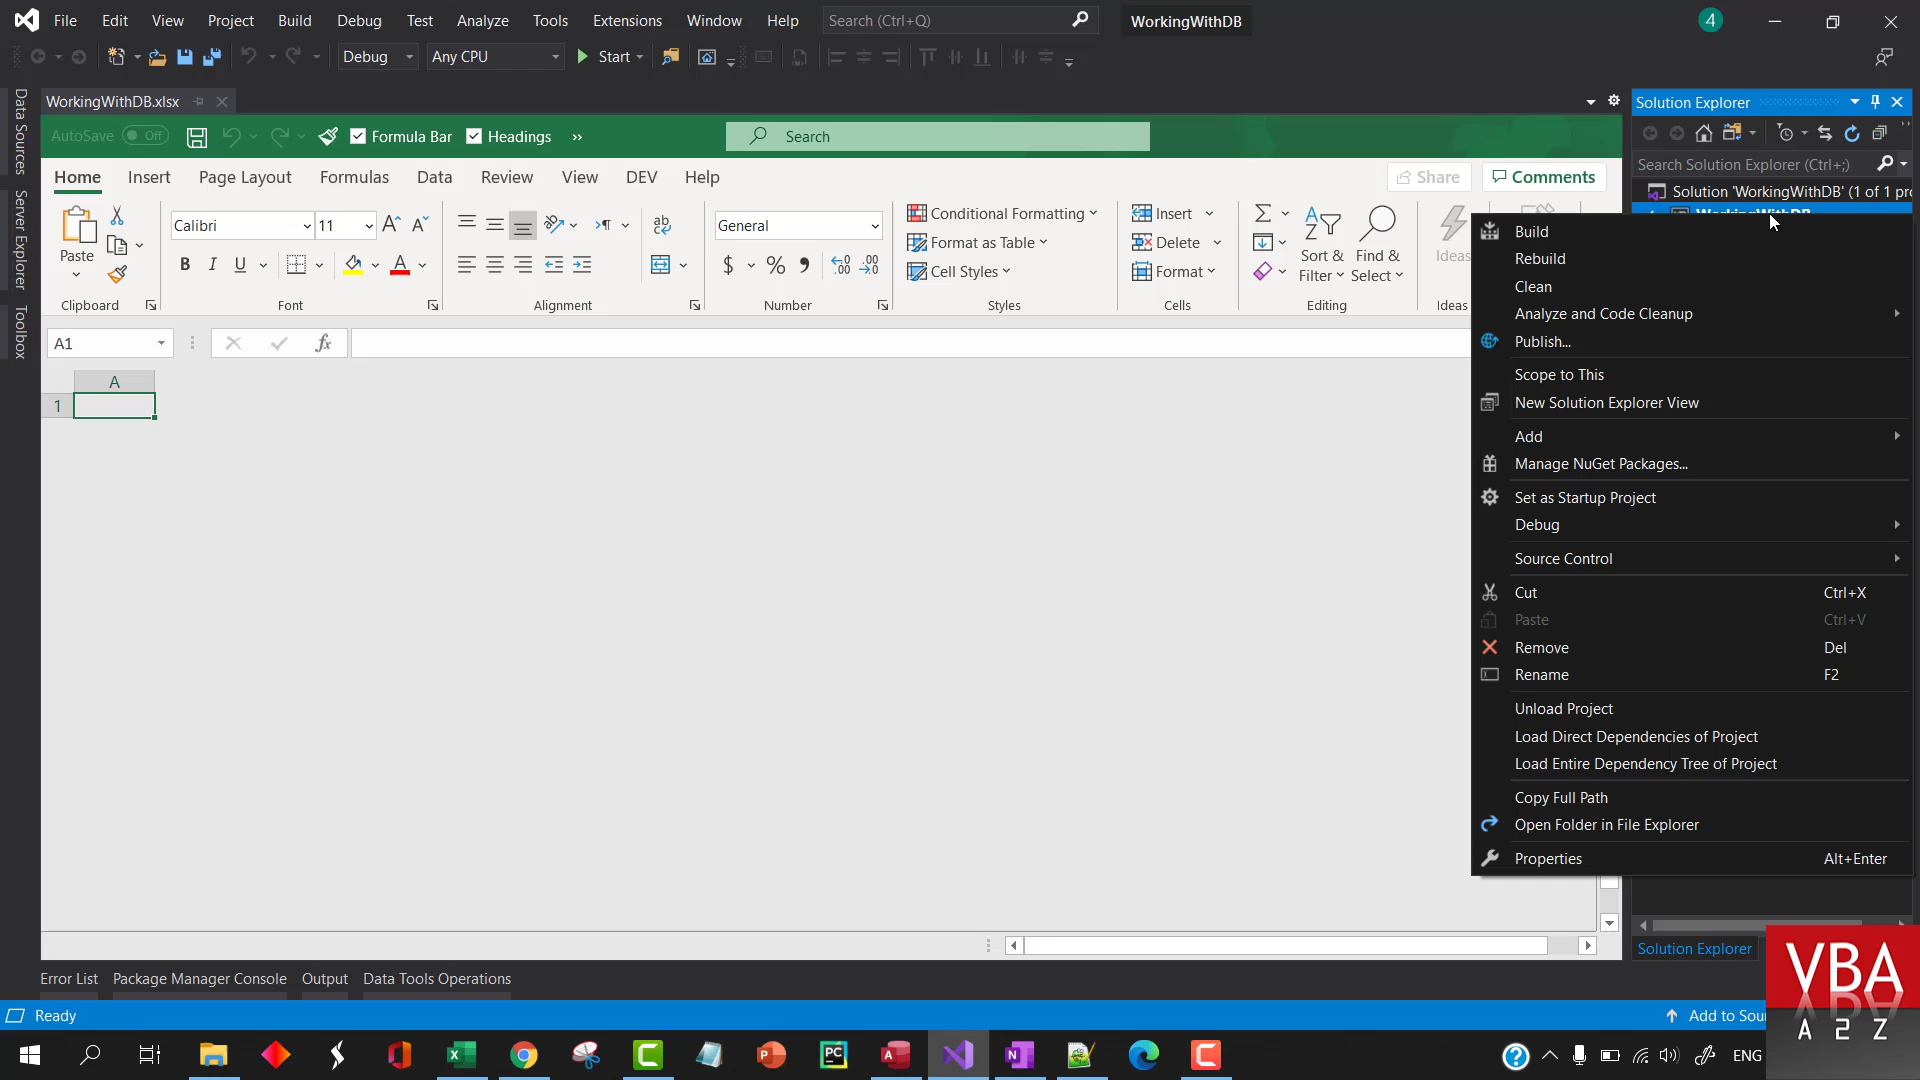 File Edit View Project Build Debug Test Analyze Tools Extensions Window Help Search (Ctrl+Q) WorkingWithDB 4
Debug Any CPU Start
WorkingWithDB.xlsx
AutoSave Off Formula Bar Headings » Search
Home Insert Page Layout Formulas Data Review View DEV Help Share Comments
Paste
Clipboard
Calibri 11
B I U
Font
Alignment
General
$ % 
Number
Conditional Formatting
Format as Table
Cell Styles
Styles
Insert
Delete
Format
Cells
Sort & Filter
Find & Select
Editing
Ideas
Ideas
A1 fx
A
1
Data Sources
Server Explorer
Toolbox
Solution Explorer
Search Solution Explorer (Ctrl+;)
Solution 'WorkingWithDB' (1 of 1 pro
WorkingWithDB
Build
Rebuild
Clean
Analyze and Code Cleanup
Publish...
Scope to This
New Solution Explorer View
Add
Manage NuGet Packages...
Set as Startup Project
Debug
Source Control
Cut Ctrl+X
Paste Ctrl+V
Remove Del
Rename F2
Unload Project
Load Direct Dependencies of Project
Load Entire Dependency Tree of Project
Copy Full Path
Open Folder in File Explorer
Properties Alt+Enter
Solution Explorer
Error List Package Manager Console Output Data Tools Operations
Ready Add to Sou
ENG
VBA
A 2 Z